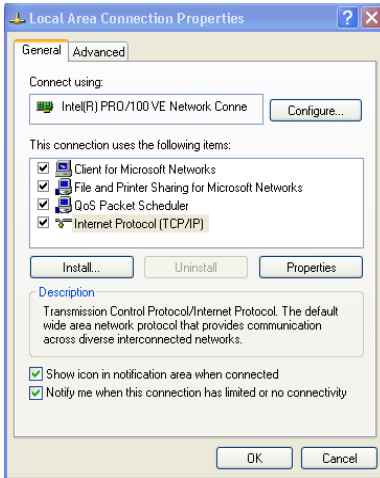 Local Area Connection Properties
General Advanced
Connect using:
Intel(R) PRO/100 VE Network Conne Configure...
This connection uses the following items:
Client for Microsoft Networks
File and Printer Sharing for Microsoft Networks
QoS Packet Scheduler
Internet Protocol (TCP/IP)
Install... Uninstall Properties
Description
Transmission Control Protocol/Internet Protocol. The default
wide area network protocol that provides communication
across diverse interconnected networks.
Show icon in notification area when connected
Notify me when this connection has limited or no connectivity
OK Cancel